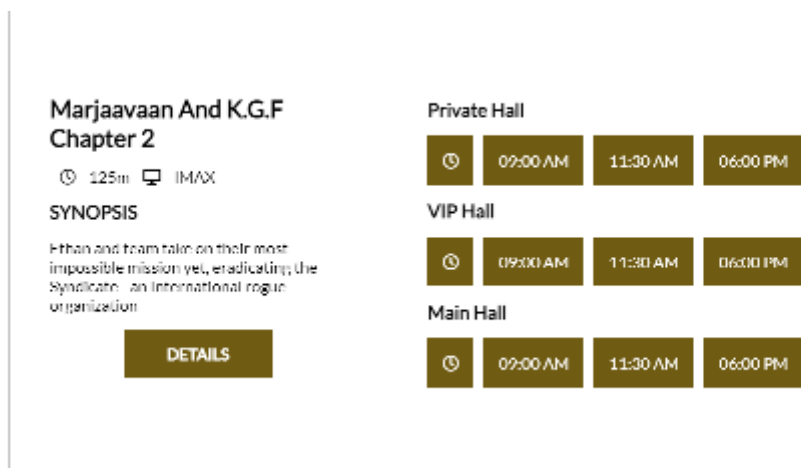 Marjaavaan And K.G.F
Chapter 2
125m IMAX
SYNOPSIS
Ethan and team take on their most
impossible mission yet, eradicating the
Syndicate - an International rogue
organization
DETAILS
Private Hall
09:00 AM 11:30 AM 06:00 PM
VIP Hall
09:00 AM 11:30 AM 06:00 PM
Main Hall
09:00 AM 11:30 AM 06:00 PM